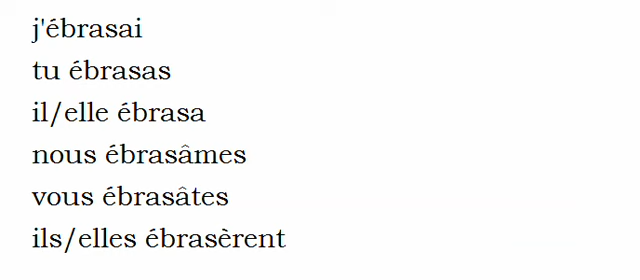 j'ébrasai
tu ébrasas
il/elle ébrasa
nous ébrasâmes
vous ébrasâtes
ils/elles ébrasèrent